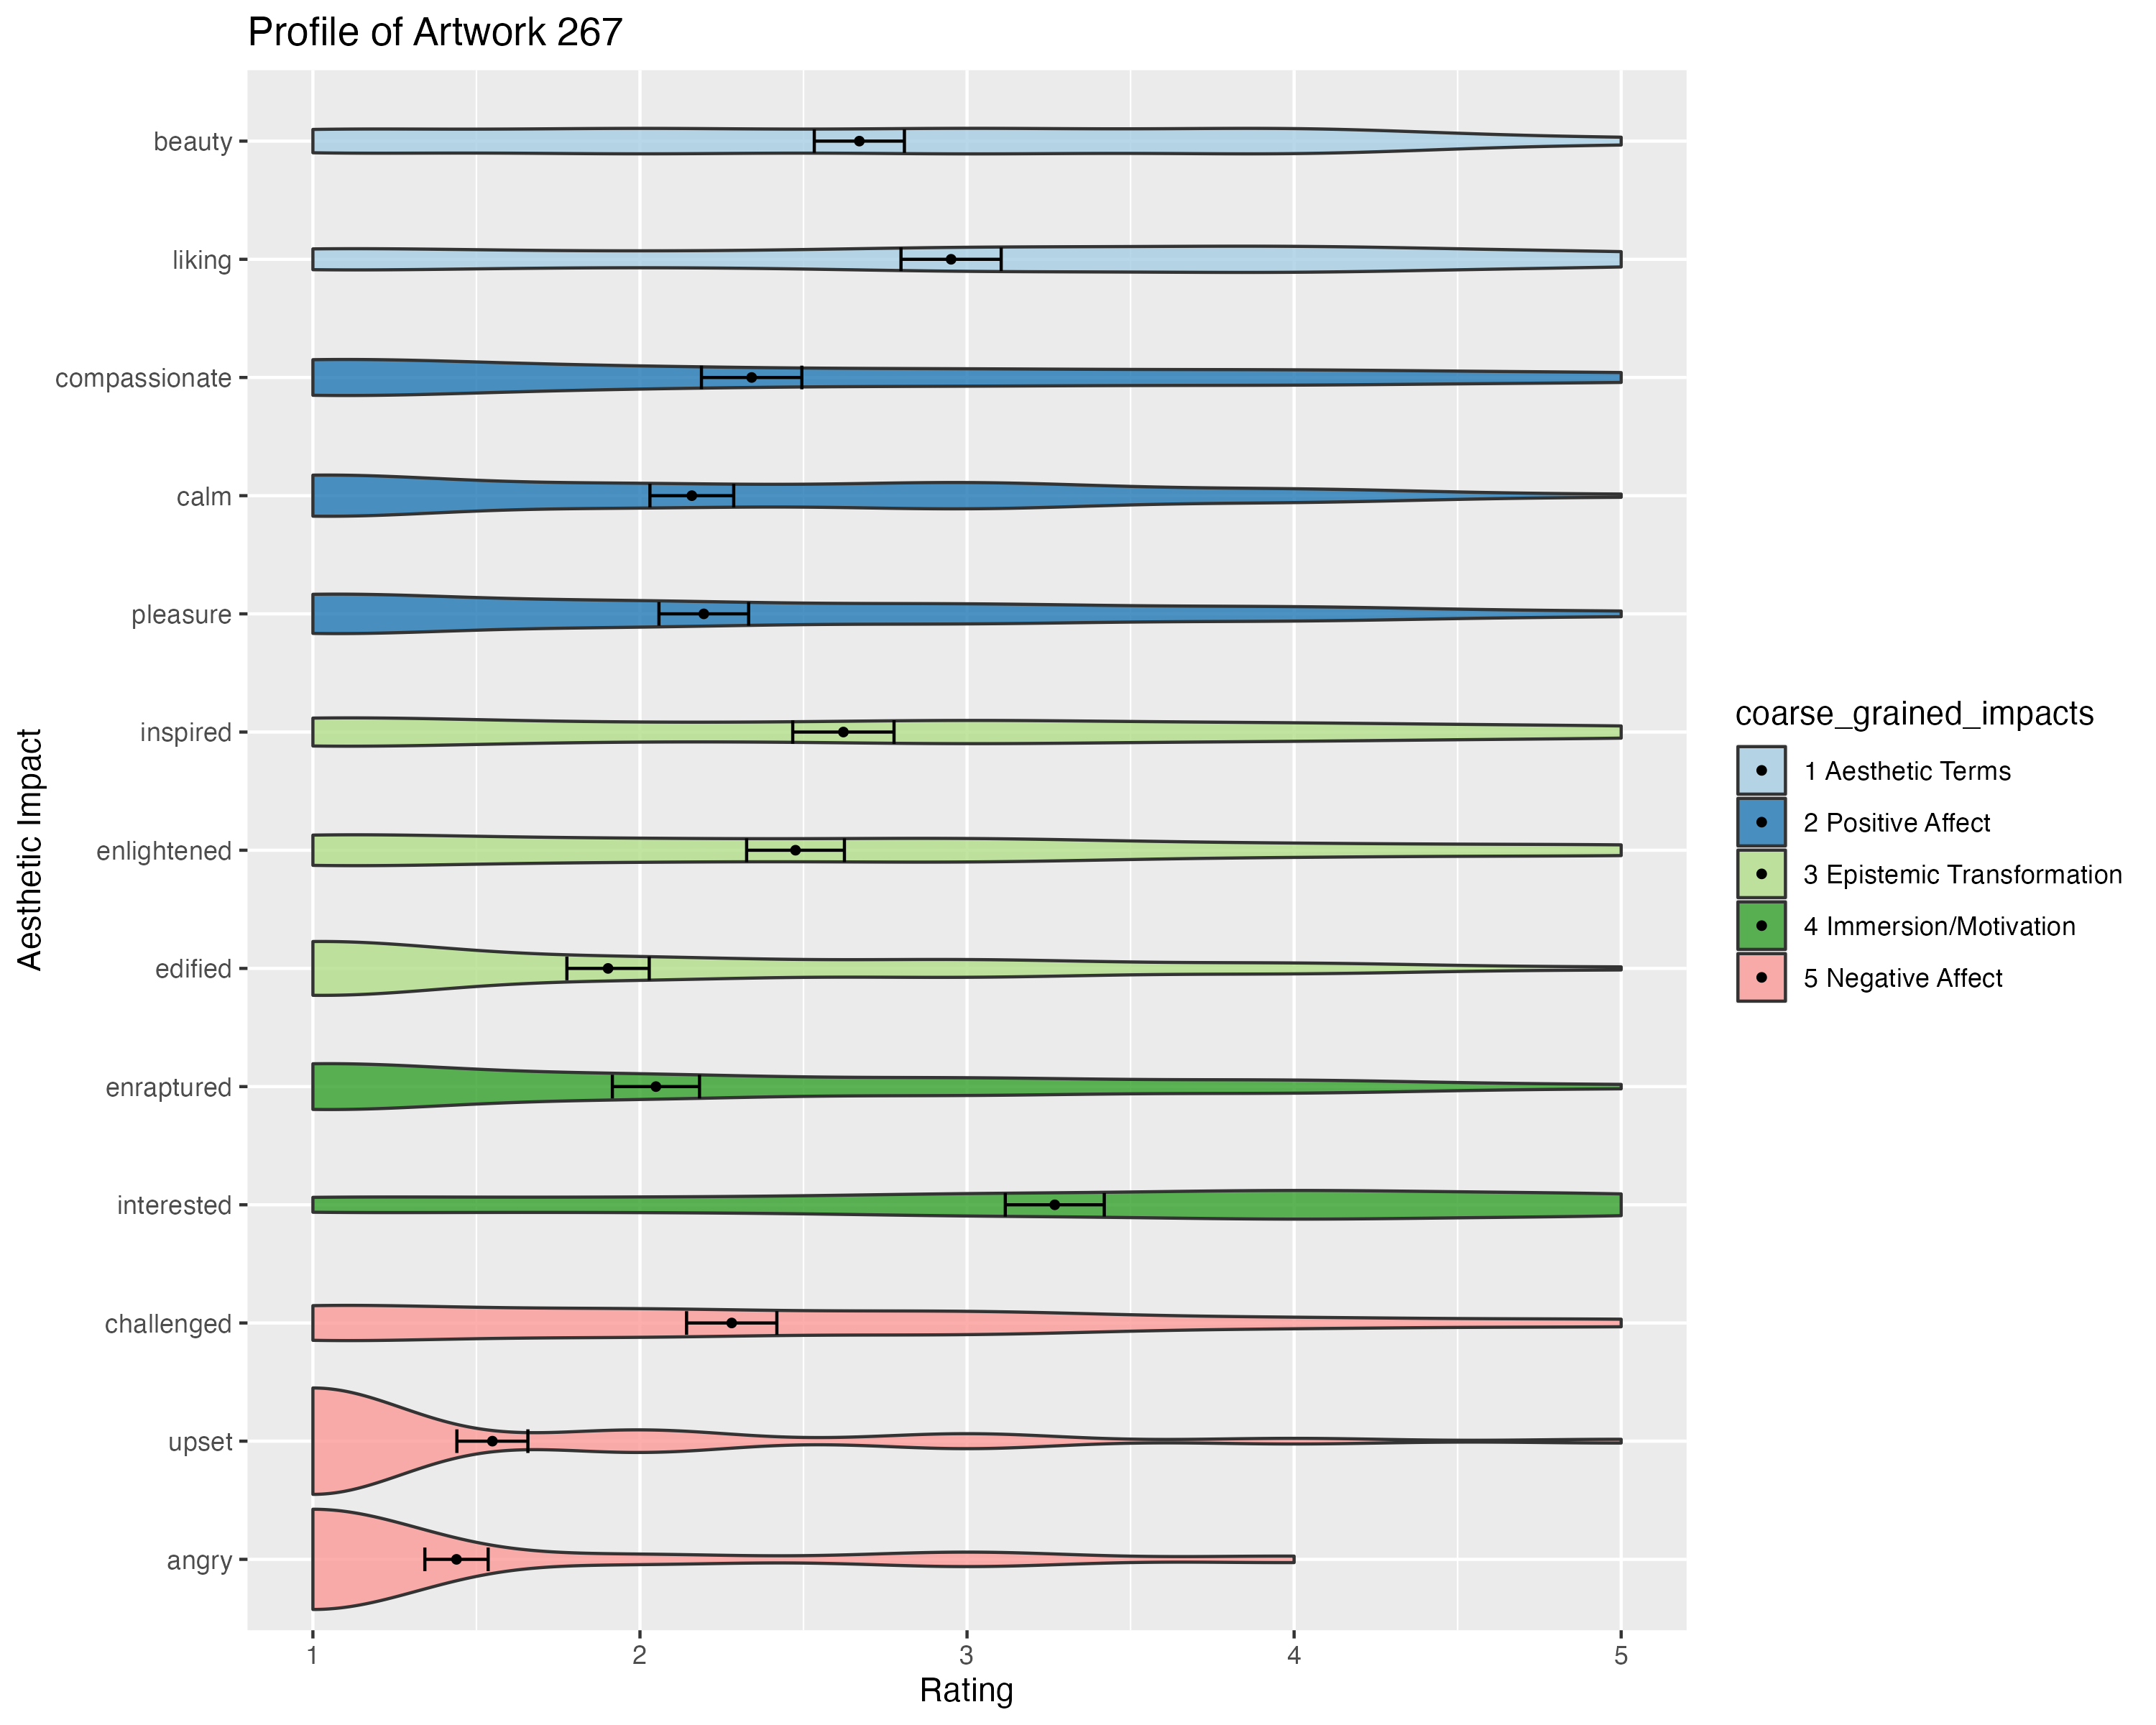 Profile of Artwork 267
beauty
liking
compassionate
calm
pleasure
inspired
enlightened
edified
enraptured
interested
challenged
upset
angry
Aesthetic Impact
1 2 3 4 5
Rating
coarse_grained_impacts
1 Aesthetic Terms
2 Positive Affect
3 Epistemic Transformation
4 Immersion/Motivation
5 Negative Affect